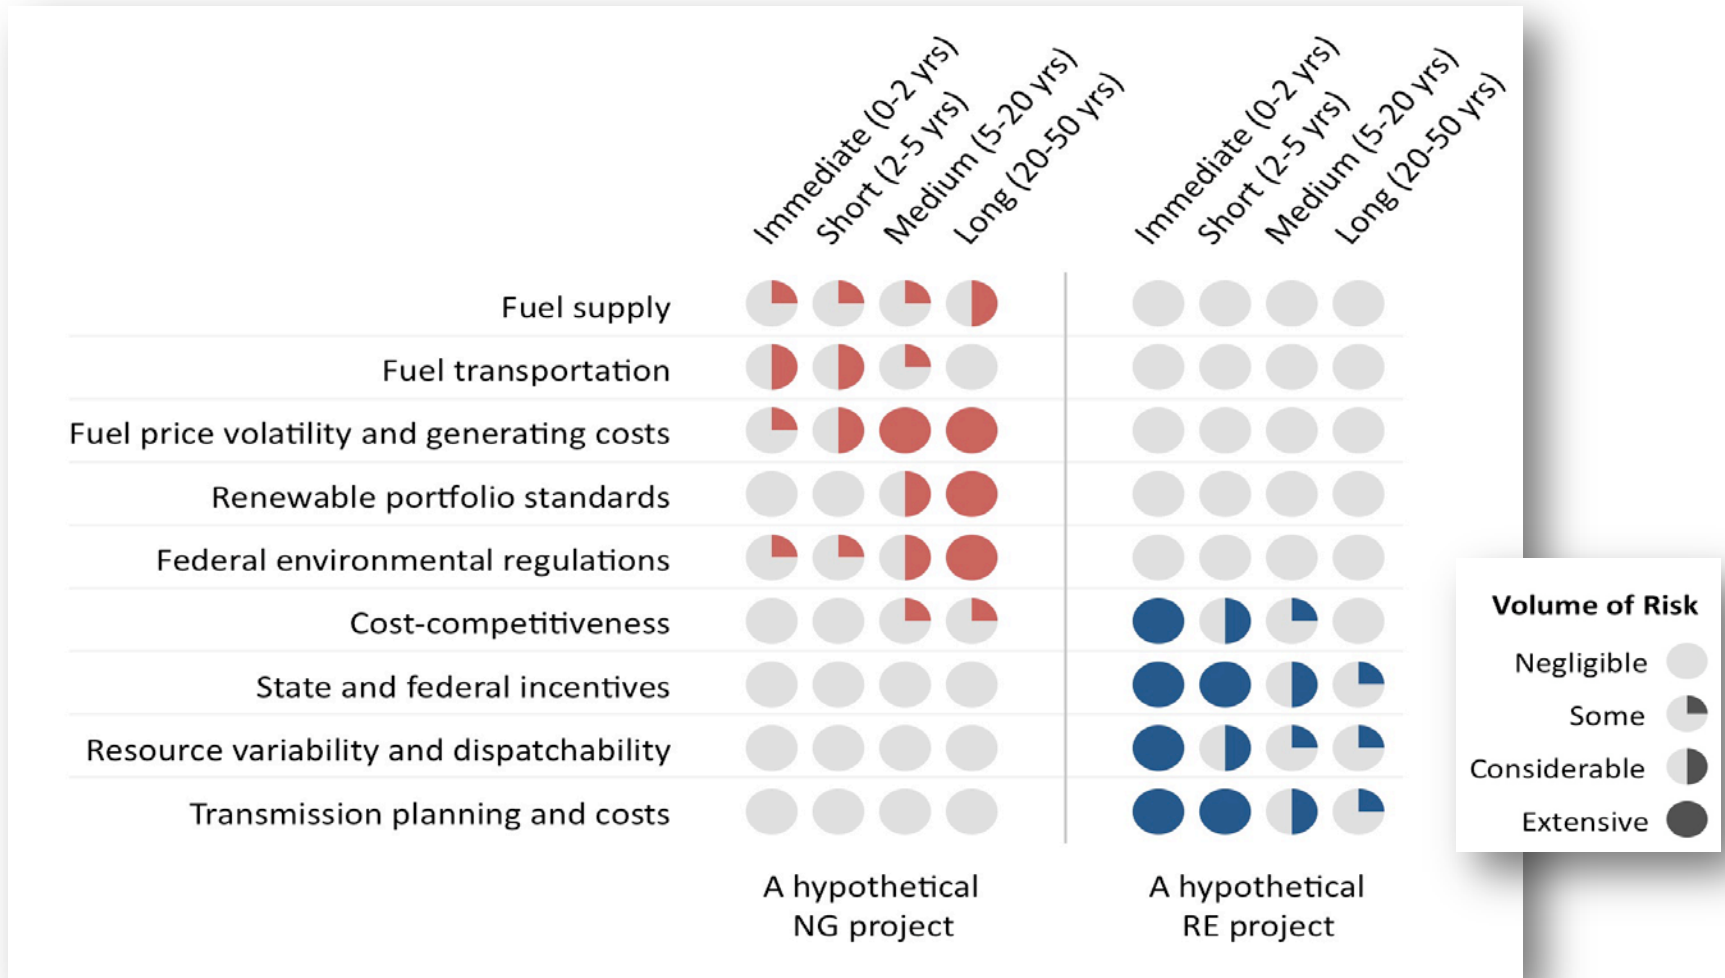 Immediate (0-2 yrs)
Short (2-5 yrs)
Medium (5-20 yrs)
Long (20-50 yrs)
Immediate (0-2 yrs)
Short (2-5 yrs)
Medium (5-20 yrs)
Long (20-50 yrs)
Fuel supply
Fuel transportation
Fuel price volatility and generating costs
Renewable portfolio standards
Federal environmental regulations
Cost-competitiveness
State and federal incentives
Resource variability and dispatchability
Transmission planning and costs
A hypothetical
NG project
A hypothetical
RE project
Volume of Risk
Negligible
Some
Considerable
Extensive